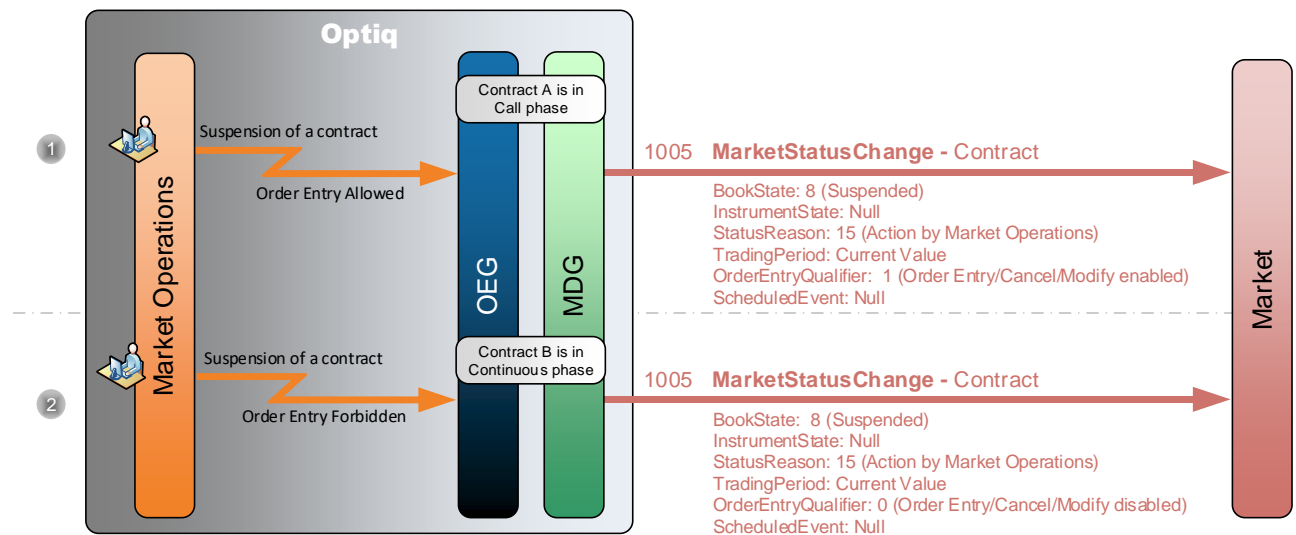 Optiq
Market Operations
OEG
MDG
Market
1
Contract A is in
Call phase
Suspension of a contract
Order Entry Allowed
1005 MarketStatusChange - Contract
BookState: 8 (Suspended)
InstrumentState: Null
StatusReason: 15 (Action by Market Operations)
TradingPeriod: Current Value
OrderEntryQualifier: 1 (Order Entry/Cancel/Modify enabled)
ScheduledEvent: Null
2
Contract B is in
Continuous phase
Suspension of a contract
Order Entry Forbidden
1005 MarketStatusChange - Contract
BookState: 8 (Suspended)
InstrumentState: Null
StatusReason: 15 (Action by Market Operations)
TradingPeriod: Current Value
OrderEntryQualifier: 0 (Order Entry/Cancel/Modify disabled)
ScheduledEvent: Null